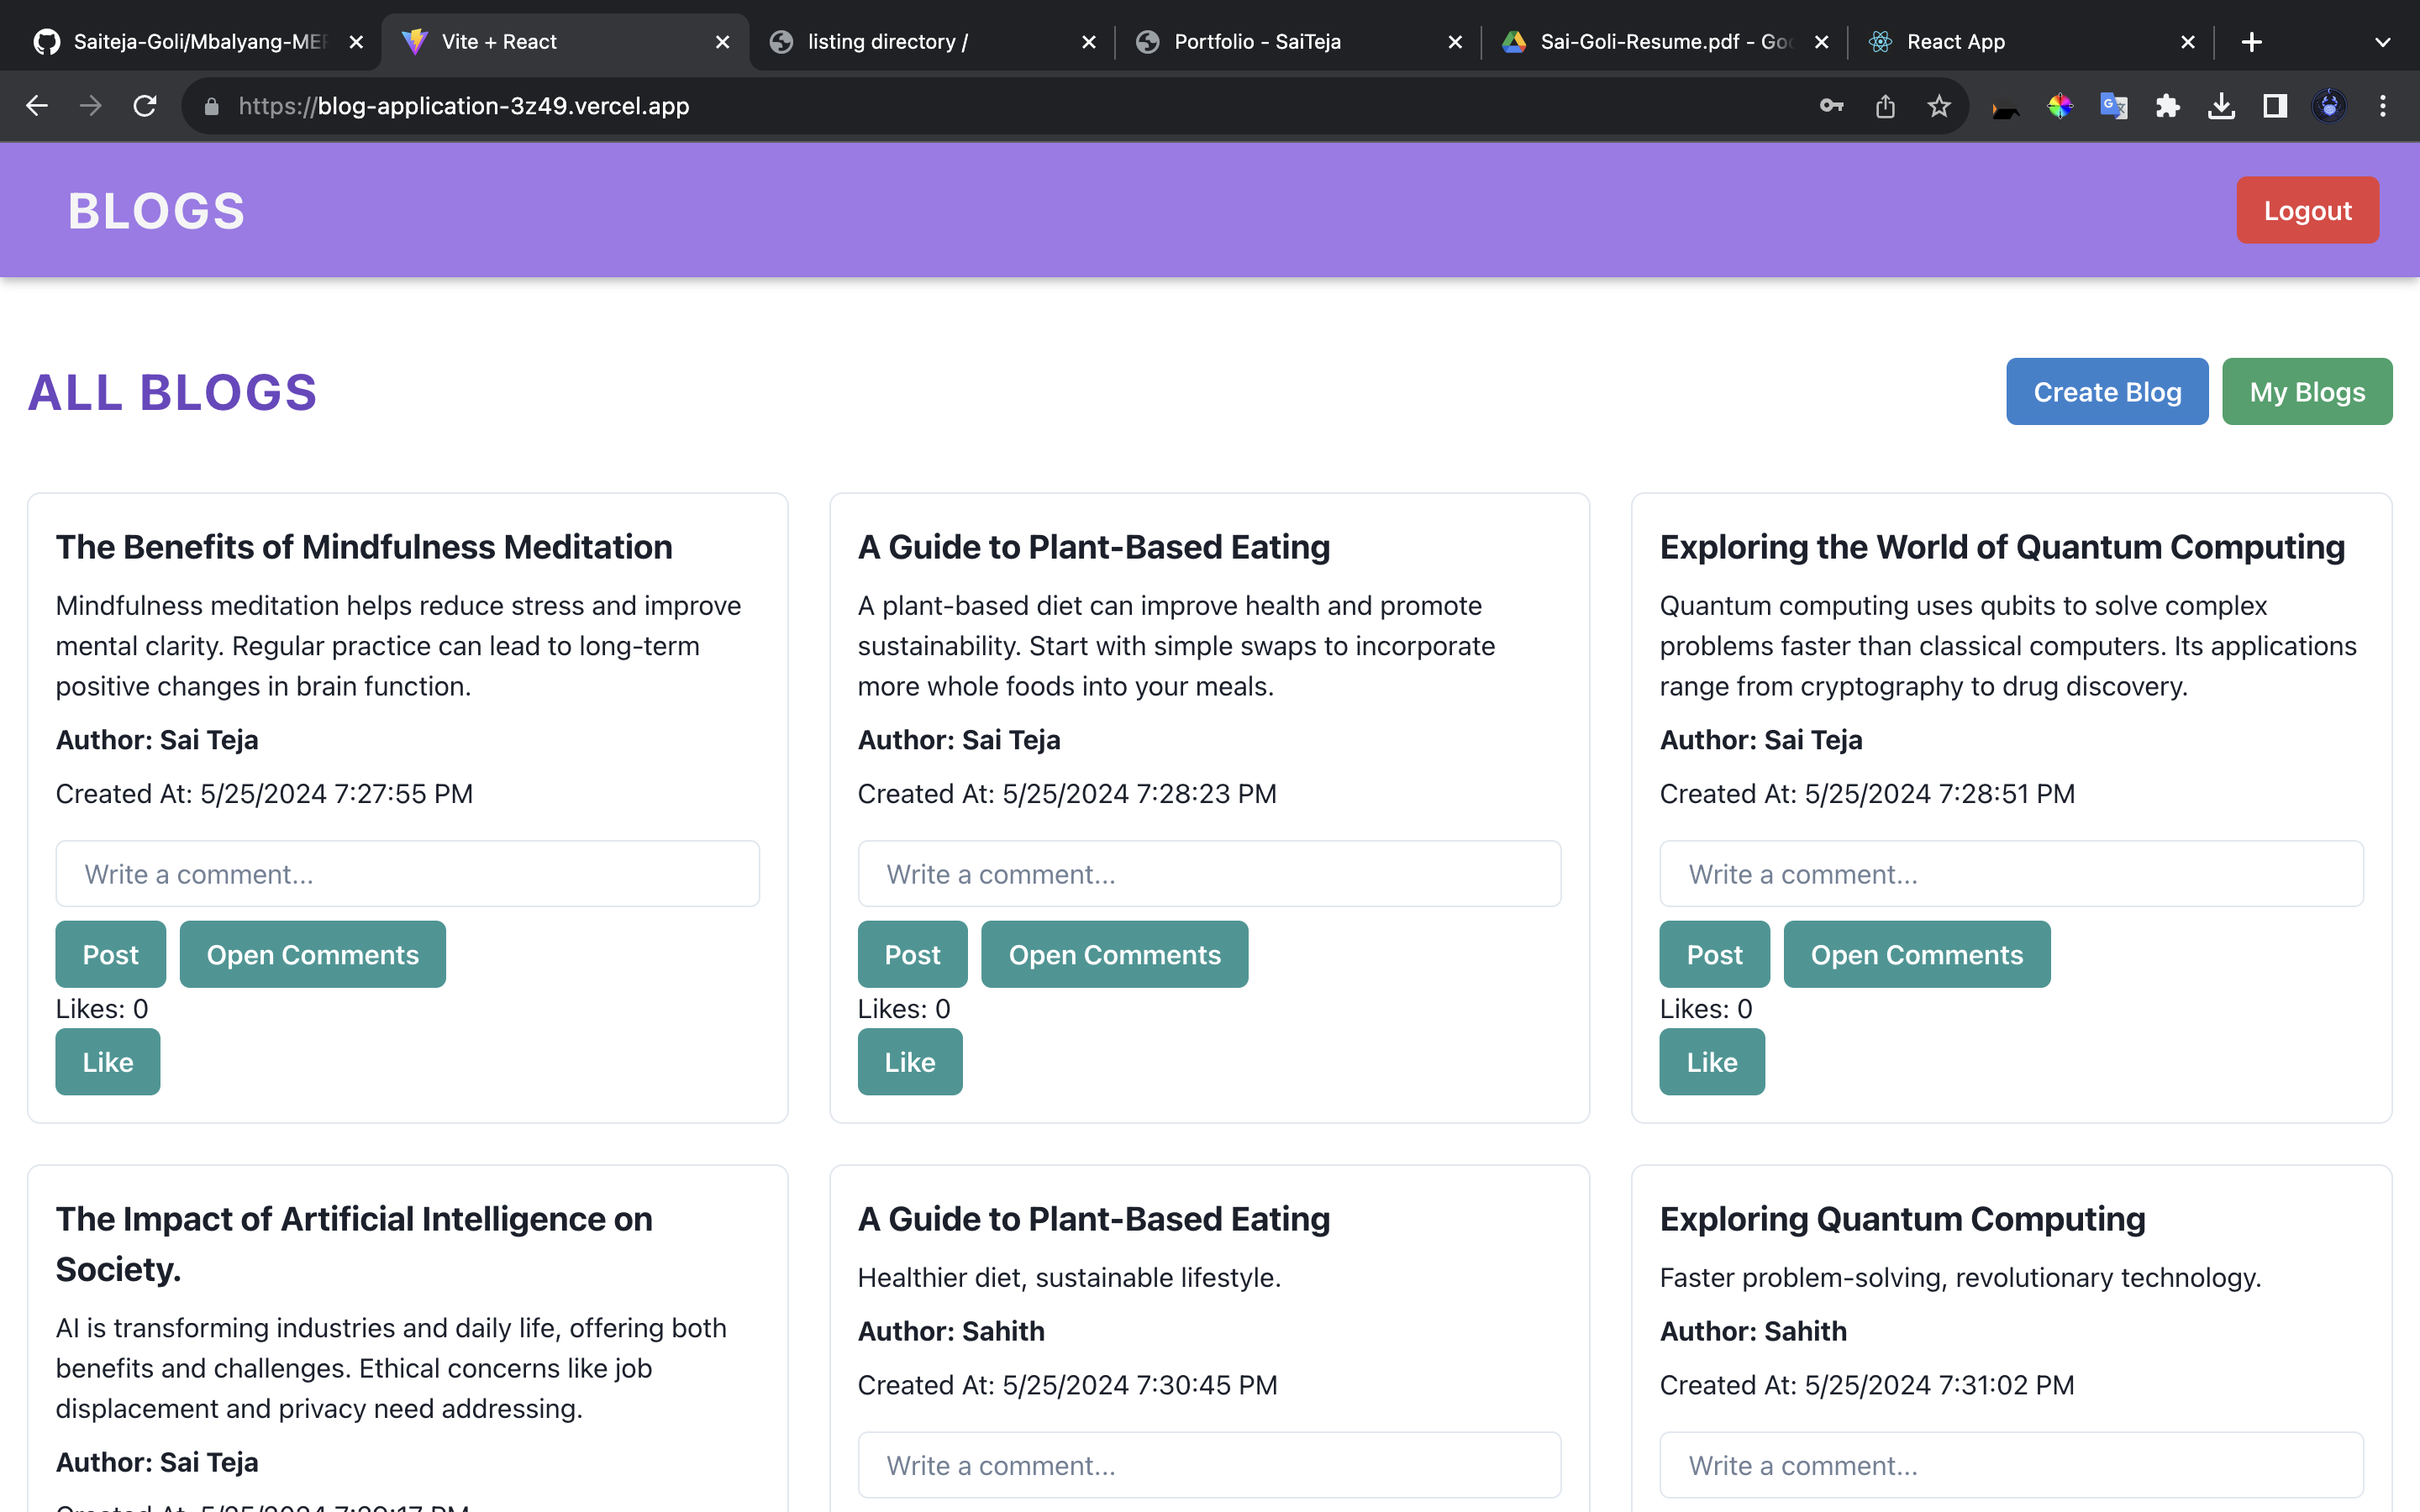 Saiteja-Goli/Mbalyang-MER
Vite + React
listing directory /
Portfolio - SaiTeja
Sai-Goli-Resume.pdf - Goo
React App
https://blog-application-3z49.vercel.app
BLOGS
Logout
ALL BLOGS
Create Blog
My Blogs
The Benefits of Mindfulness Meditation
Mindfulness meditation helps reduce stress and improve
mental clarity. Regular practice can lead to long-term
positive changes in brain function.
Author: Sai Teja
Created At: 5/25/2024 7:27:55 PM
Write a comment...
Post
Open Comments
Likes: 0
Like
A Guide to Plant-Based Eating
A plant-based diet can improve health and promote
sustainability. Start with simple swaps to incorporate
more whole foods into your meals.
Author: Sai Teja
Created At: 5/25/2024 7:28:23 PM
Write a comment...
Post
Open Comments
Likes: 0
Like
Exploring the World of Quantum Computing
Quantum computing uses qubits to solve complex
problems faster than classical computers. Its applications
range from cryptography to drug discovery.
Author: Sai Teja
Created At: 5/25/2024 7:28:51 PM
Write a comment...
Post
Open Comments
Likes: 0
Like
The Impact of Artificial Intelligence on
Society.
AI is transforming industries and daily life, offering both
benefits and challenges. Ethical concerns like job
displacement and privacy need addressing.
Author: Sai Teja
Created At: 5/25/2024 7:29:17 PM
A Guide to Plant-Based Eating
Healthier diet, sustainable lifestyle.
Author: Sahith
Created At: 5/25/2024 7:30:45 PM
Write a comment...
Exploring Quantum Computing
Faster problem-solving, revolutionary technology.
Author: Sahith
Created At: 5/25/2024 7:31:02 PM
Write a comment...